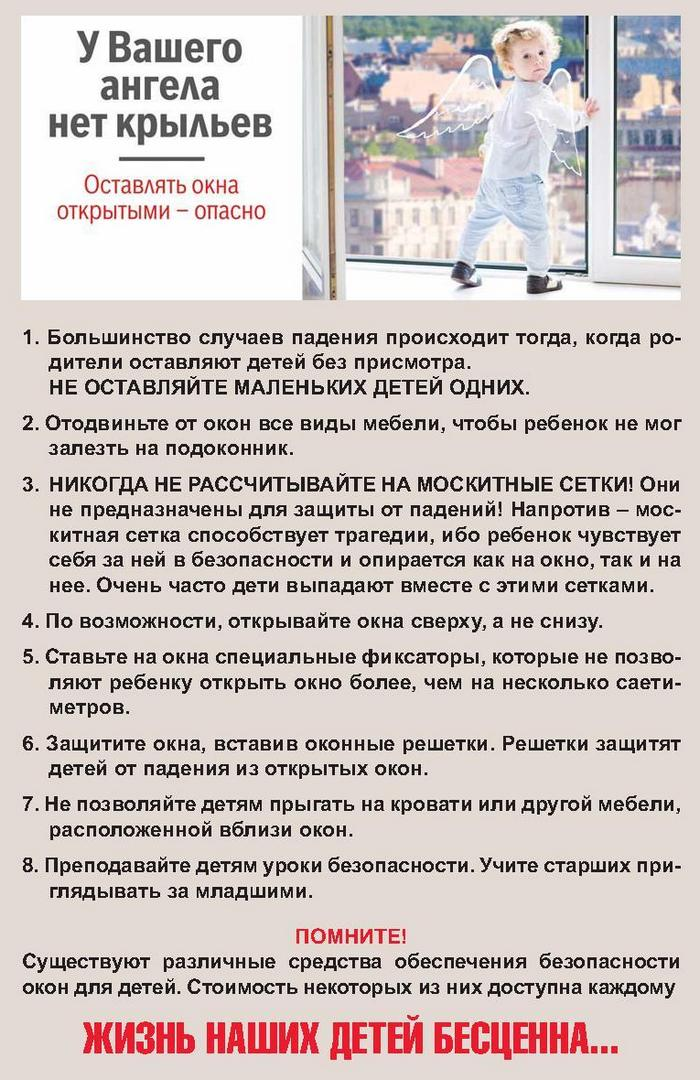 У Вашего
ангела
нет крыльев
Оставлять окна
открытыми – опасно
1. Большинство случаев падения происходит тогда, когда ро-
дители оставляют детей без присмотра.
НЕ ОСТАВЛЯЙТЕ МАЛЕНЬКИХ ДЕТЕЙ ОДНИХ.
2. Отодвиньте от окон все виды мебели, чтобы ребенок не мог
залезть на подоконник.
3. НИКОГДА НЕ РАССЧИТЫВАЙТЕ НА МОСКИТНЫЕ СЕТКИ! Они
не предназначены для защиты от падений! Напротив – мос-
китная сетка способствует трагедии, ибо ребенок чувствует
себя за ней в безопасности и опирается как на окно, так и на
нее. Очень часто дети выпадают вместе с этими сетками.
4. По возможности, открывайте окна сверху, а не снизу.
5. Ставьте на окна специальные фиксаторы, которые не позво-
ляют ребенку открыть окно более, чем на несколько саети-
метров.
6. Защитите окна, вставив оконные решетки. Решетки защитят
детей от падения из открытых окон.
7. Не позволяйте детям прыгать на кровати или другой мебели,
расположенной вблизи окон.
8. Преподавайте детям уроки безопасности. Учите старших при-
глядывать за младшими.
ПОМНИТЕ!
Существуют различные средства обеспечения безопасности
окон для детей. Стоимость некоторых из них доступна каждому
ЖИЗНЬ НАШИХ ДЕТЕЙ БЕСЦЕННА...